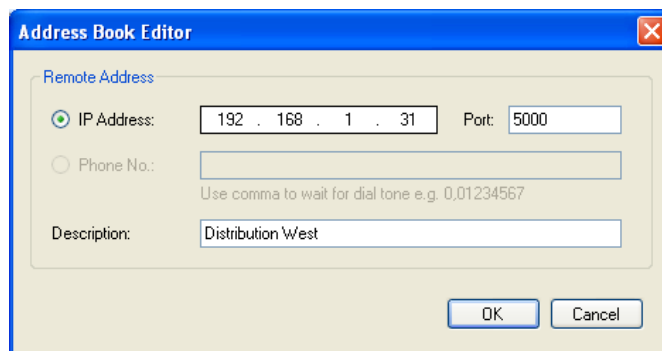 Address Book Editor
Remote Address
IP Address: 192 . 168 . 1 . 31 Port: 5000
Phone No.:
Use comma to wait for dial tone e.g. 0,01234567
Description: Distribution West
OK Cancel